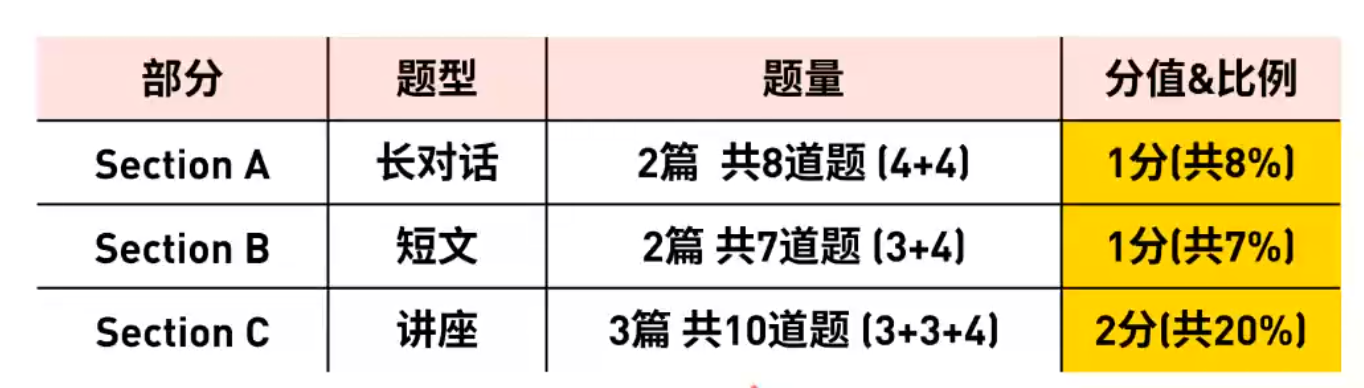 部分 题型 题量 分值&比例
Section A 长对话 2篇 共8道题 (4+4) 1分(共8%)
Section B 短文 2篇 共7道题 (3+4) 1分(共7%)
Section C 讲座 3篇 共10道题 (3+3+4) 2分(共20%)